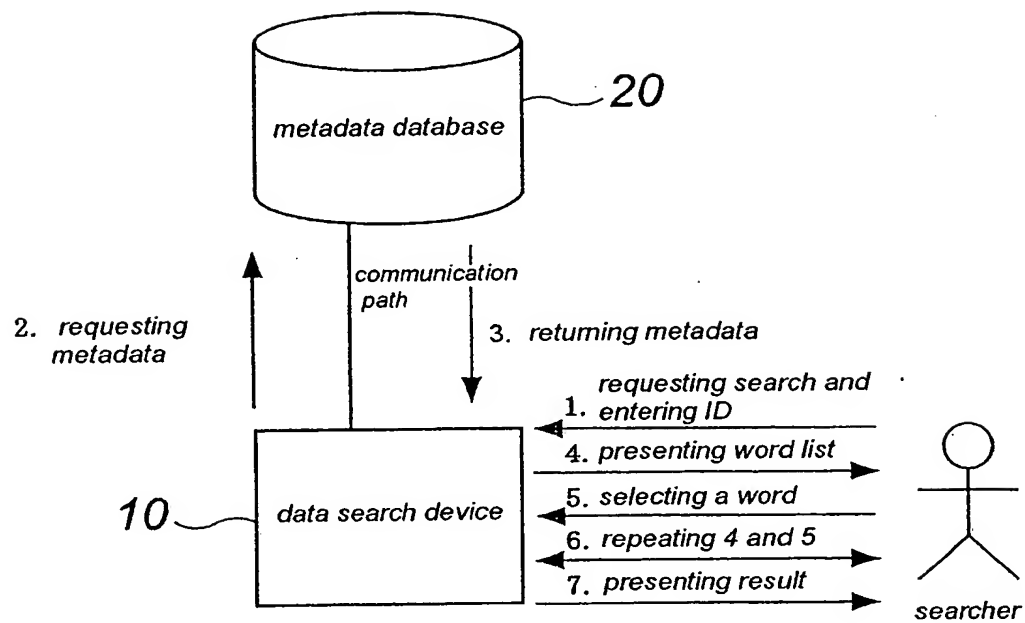 metadata database
20
communication
path
2. requesting
metadata
3. returning metadata
requesting search and
1. entering ID
4. presenting word list
10
data search device
5. selecting a word
6. repeating 4 and 5
7. presenting result
searcher